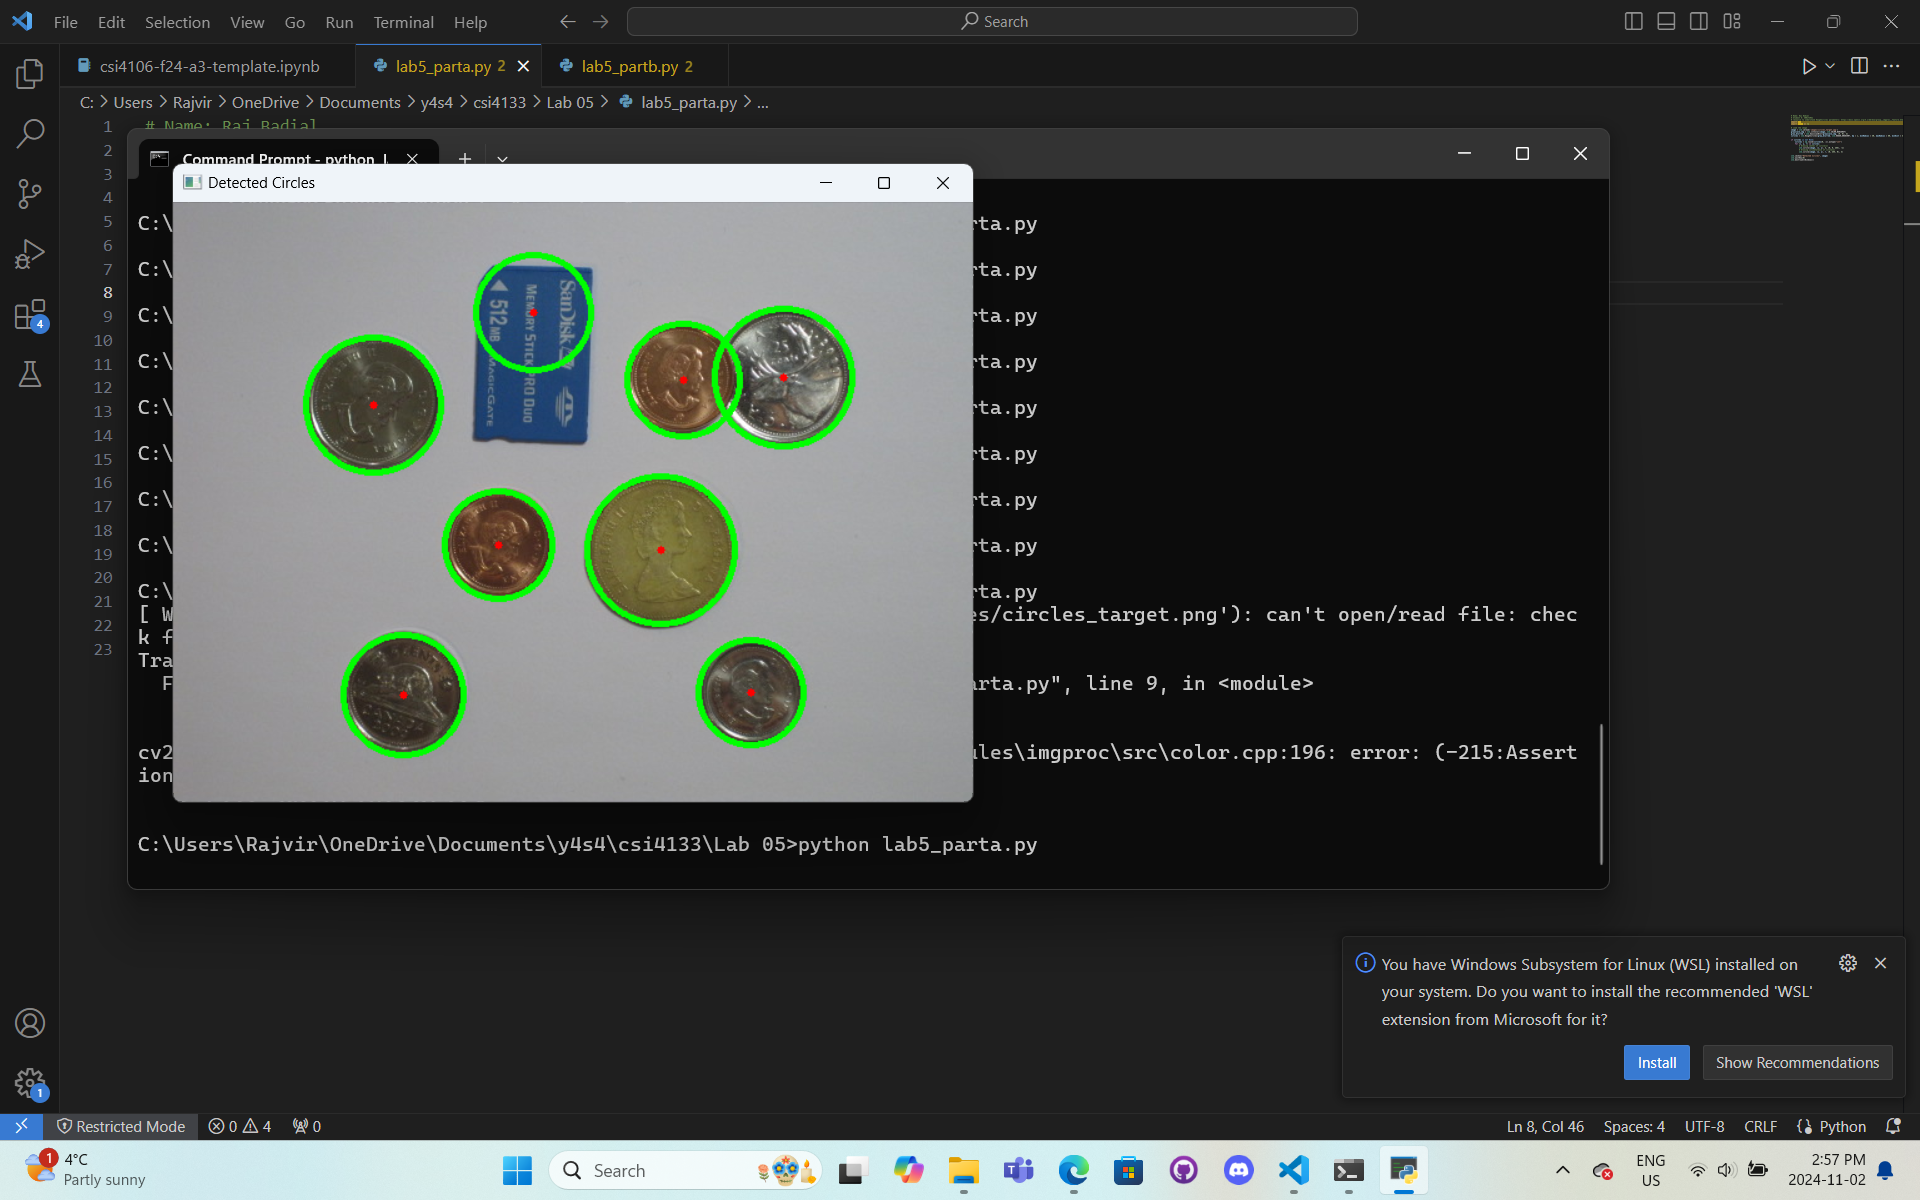 File Edit Selection View Go Run Terminal Help
Search
csi4106-f24-a3-template.ipynb
lab5_parta.py 2
lab5_partb.py 2
C: > Users > Rajvir > OneDrive > Documents > y4s4 > csi4133 > Lab 05 > lab5_parta.py > ...
1
# Name: Raj Badial
2
3
4
5
6
7
8
9
10
11
12
13
14
15
16
17
18
19
20
21
22
23
Command Prompt - python
Detected Circles
C:\ rta.py
C:\ rta.py
C:\ rta.py
C:\ rta.py
C:\ rta.py
C:\ rta.py
C:\ rta.py
C:\ rta.py
C:\ rta.py
[ W es/circles_target.png'): can't open/read file: chec
k f
Tra
F arta.py", line 9, in <module>
cv2 ules\imgproc\src\color.cpp:196: error: (-215:Assert
ion
C:\Users\Rajvir\OneDrive\Documents\y4s4\csi4133\Lab 05>python lab5_parta.py
SanDisk
MEMORY STICK PRO DUO
512MB
MAGICGATE
25
CANADA
You have Windows Subsystem for Linux (WSL) installed on
your system. Do you want to install the recommended 'WSL'
extension from Microsoft for it?
Install
Show Recommendations
4
1
Restricted Mode
0
4
0
Ln 8, Col 46
Spaces: 4
UTF-8
CRLF
Python
1
4°C
Partly sunny
Search
ENG
US
2:57 PM
2024-11-02